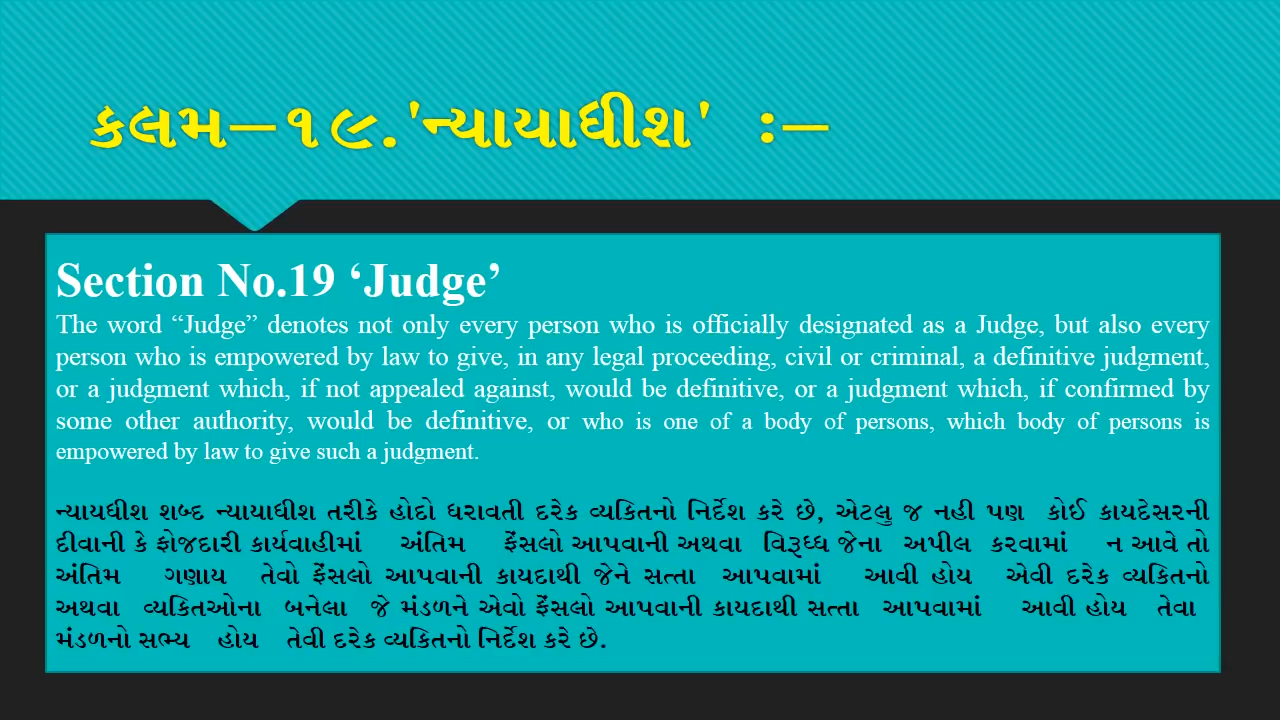 કલમ–૧૯.'ન્યાયાધીશ' :–
Section No.19 ‘Judge’
The word “Judge” denotes not only every person who is officially designated as a Judge, but also every
person who is empowered by law to give, in any legal proceeding, civil or criminal, a definitive judgment,
or a judgment which, if not appealed against, would be definitive, or a judgment which, if confirmed by
some other authority, would be definitive, or who is one of a body of persons, which body of persons is
empowered by law to give such a judgment.
ન્યાયધીશ શબ્દ ન્યાયાધીશ તરીકે હોદો ધરાવતી દરેક વ્યકિતનો નિર્દેશ કરે છે, એટલુ જ નહી પણ કોઈ કાયદેસરની
દીવાની કે ફોજદારી કાર્યવાહીમાં અંતિમ ફેંસલો આપવાની અથવા વિરૂધ્ધ જેના અપીલ કરવામાં ન આવે તો
અંતિમ ગણાય તેવો ફેંસલો આપવાની કાયદાથી જેને સત્તા આપવામાં આવી હોય એવી દરેક વ્યકિતનો
અથવા વ્યકિતઓના બનેલા જે મંડળને એવો ફેંસલો આપવાની કાયદાથી સત્તા આપવામાં આવી હોય તેવા
મંડળનો સભ્ય હોય તેવી દરેક વ્યકિતનો નિર્દેશ કરે છે.